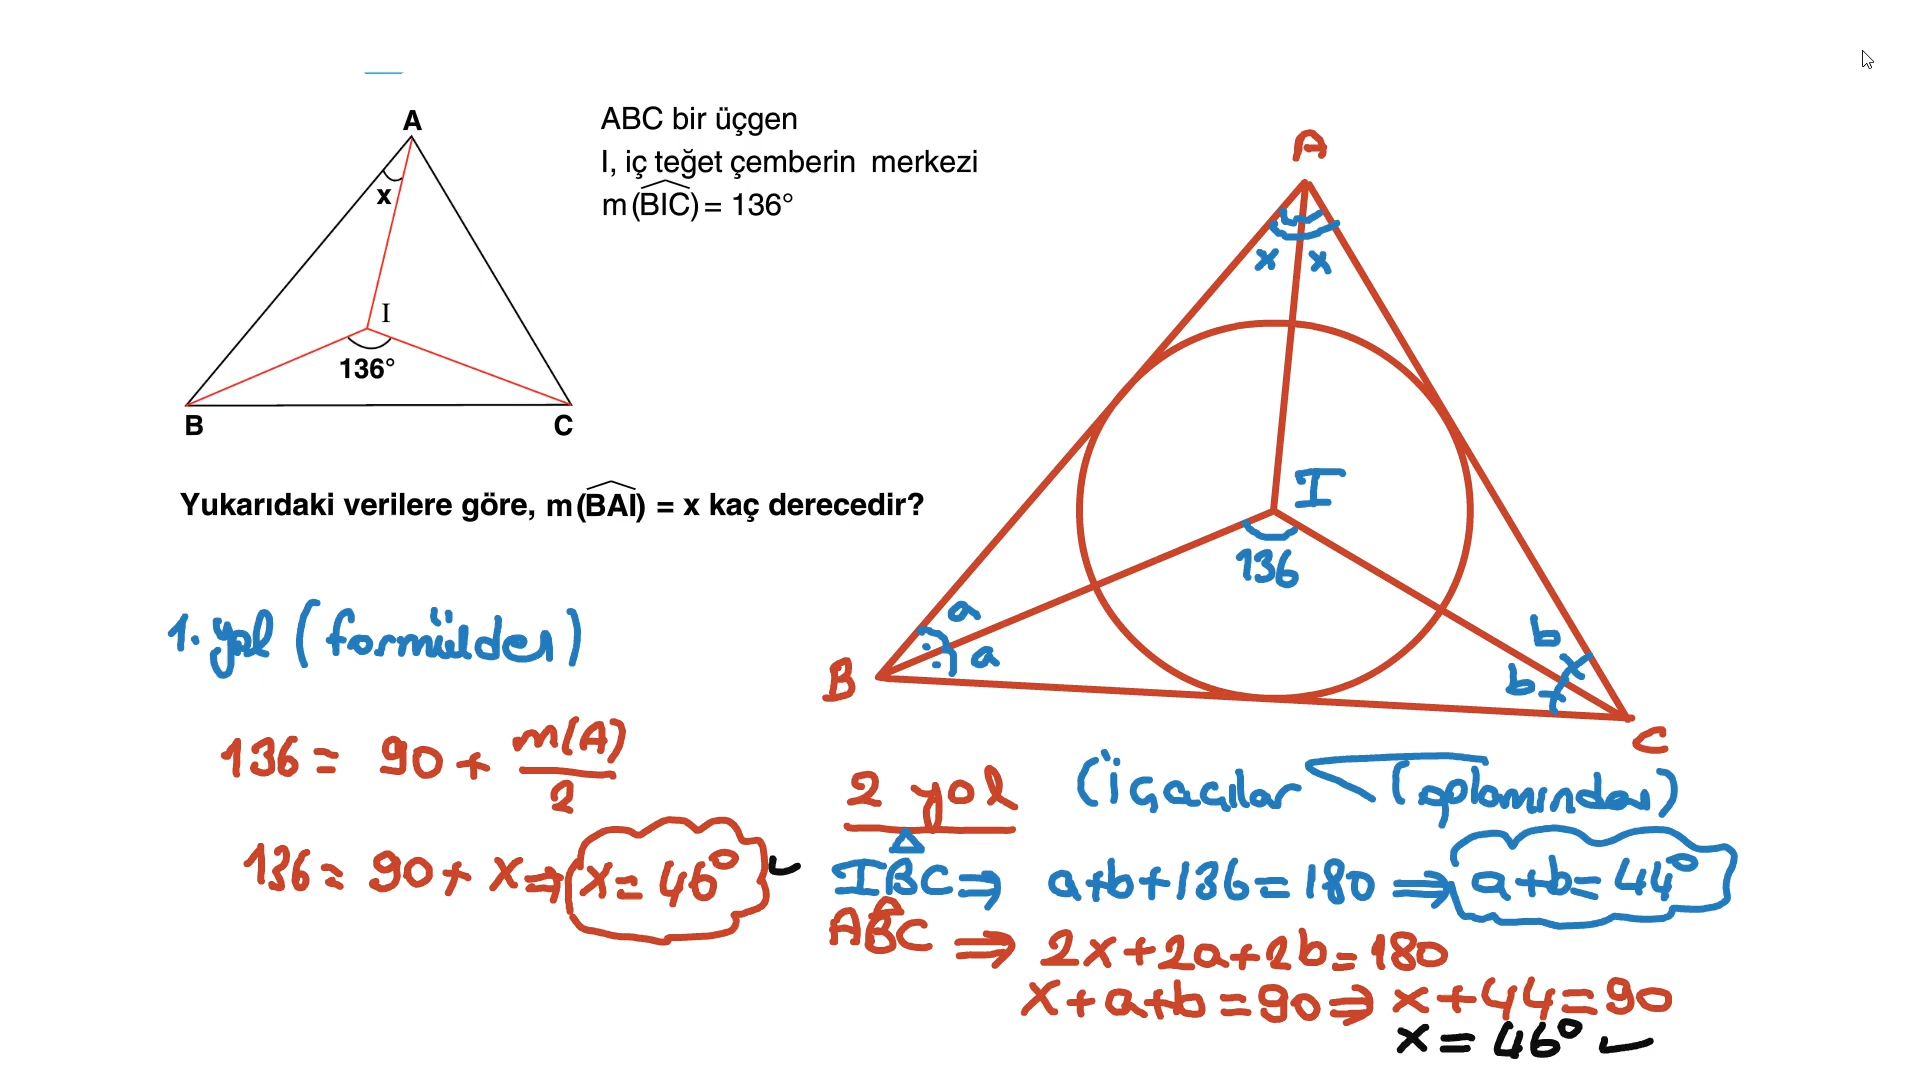 A
x
I
136°
B
C
ABC bir üçgen
I, iç teğet çemberin merkezi
m(BIC) = 136°
Yukarıdaki verilere göre, m(BAI) = x kaç derecedir?
A
x x
I
136
a
a
b
b
B
C
1. yol (formülden)
136 = 90 + m(A)/2
136 = 90 + x ⇒ x = 46°
2 yol (İç açılar Toplamından)
IBC ⇒ a+b+136=180 ⇒ a+b=44°
ABC ⇒ 2x+2a+2b=180
x+a+b=90 ⇒ x+44=90
x=46°